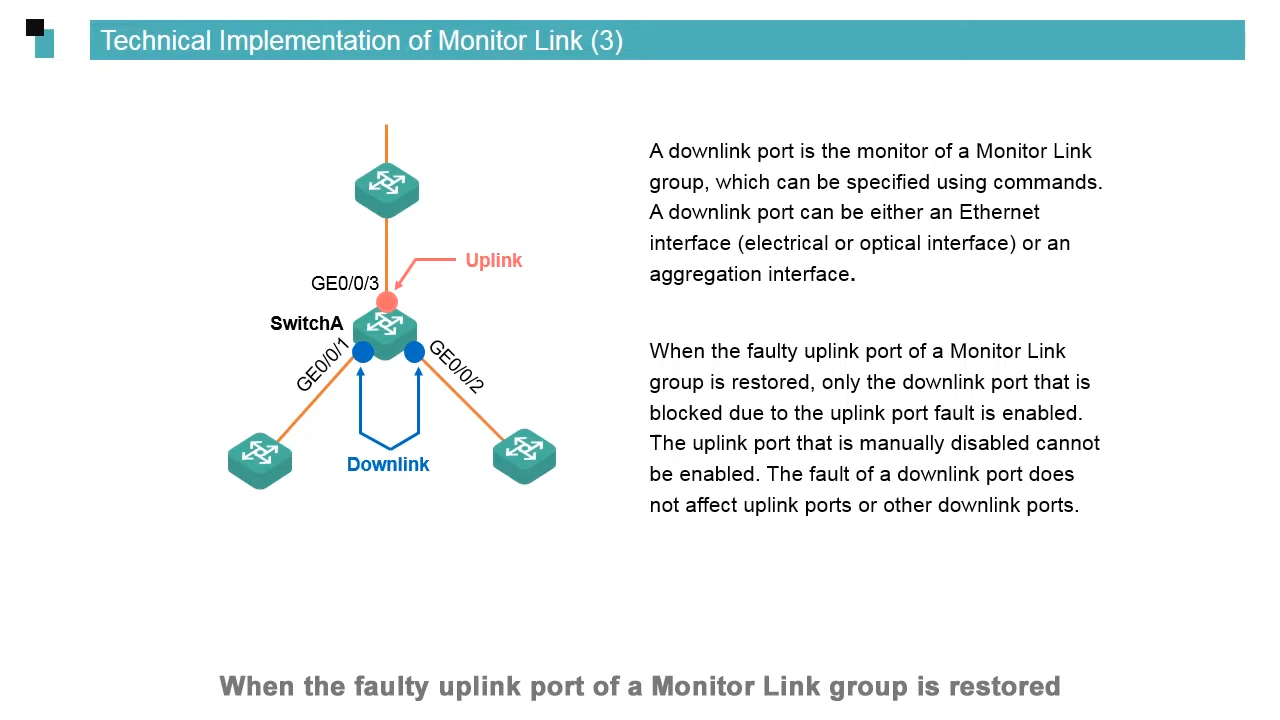 Technical Implementation of Monitor Link (3)
Uplink
GE0/0/3
SwitchA
GE0/0/1
GE0/0/2
Downlink
A downlink port is the monitor of a Monitor Link
group, which can be specified using commands.
A downlink port can be either an Ethernet
interface (electrical or optical interface) or an
aggregation interface.
When the faulty uplink port of a Monitor Link
group is restored, only the downlink port that is
blocked due to the uplink port fault is enabled.
The uplink port that is manually disabled cannot
be enabled. The fault of a downlink port does
not affect uplink ports or other downlink ports.
When the faulty uplink port of a Monitor Link group is restored